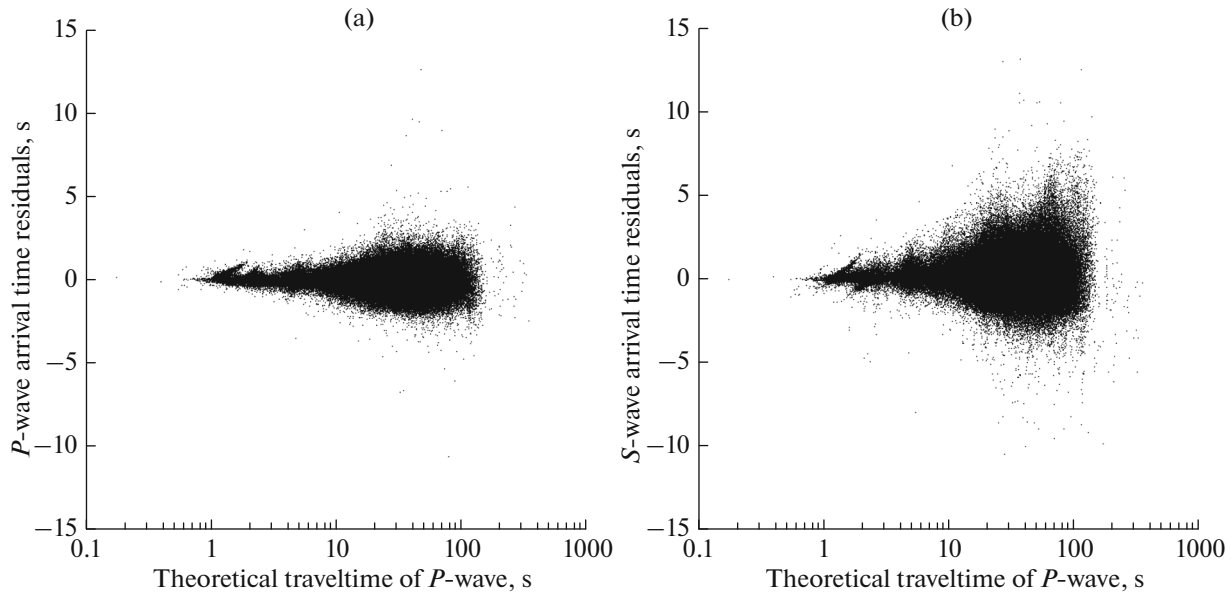 (a)
15
10
5
0
−5
−10
−15
P-wave arrival time residuals, s
0.1 1 10 100 1000
Theoretical traveltime of P-wave, s
(b)
15
10
5
0
−5
−10
−15
S-wave arrival time residuals, s
0.1 1 10 100 1000
Theoretical traveltime of P-wave, s